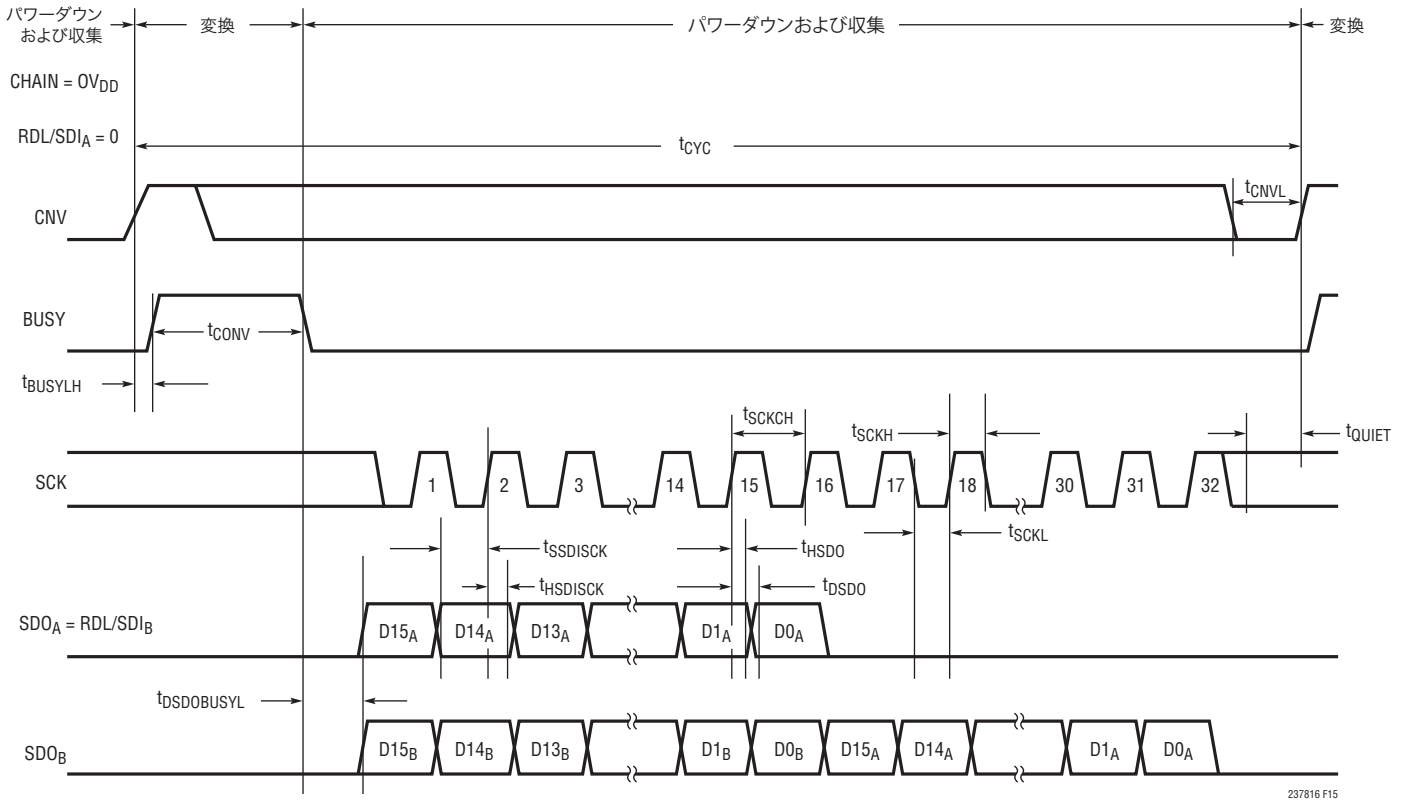 パワーダウン
および収集
変換
パワーダウンおよび収集
変換
CHAIN = OVDD
RDL/SDIA = 0
tCYC
CNV
tCNVL
BUSY
tCONV
tBUSYLH
tSCKCH
tSCKH
tQUIET
SCK
1 2 3 14 15 16 17 18 30 31 32
tSSDISCK
tHSDO
tSCKL
tHSDISCK
tDSDO
SDOA = RDL/SDIB
D15A D14A D13A D1A D0A
tDSDOBUSYL
SDOB
D15B D14B D13B D1B D0B D15A D14A D1A D0A
237816 F15